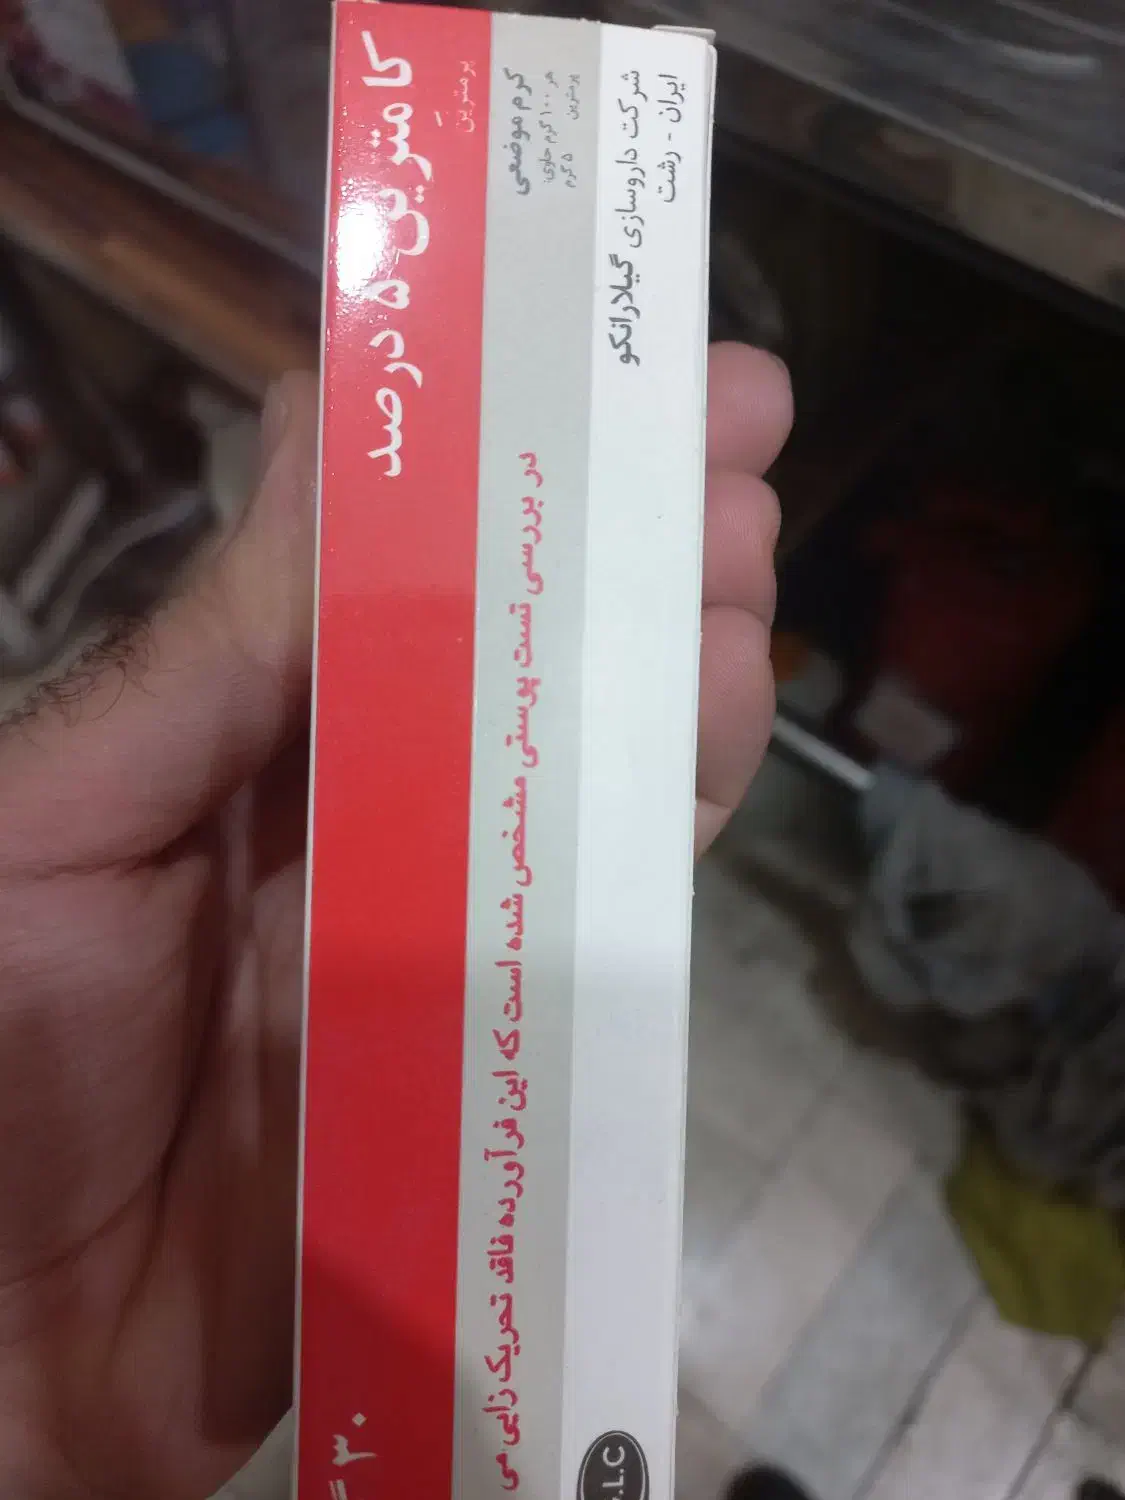 کامترین ۵ درصد
پرمترین
۳۰
کرم موضعی
هر ۱۰۰ گرم حاوی:
پرمترین ۵ گرم
در بررسی تست پوستی مشخص شده است که این فرآورده فاقد تحریک زایی می
شرکت داروسازی گیلارانکو
ایران - رشت
.L.C